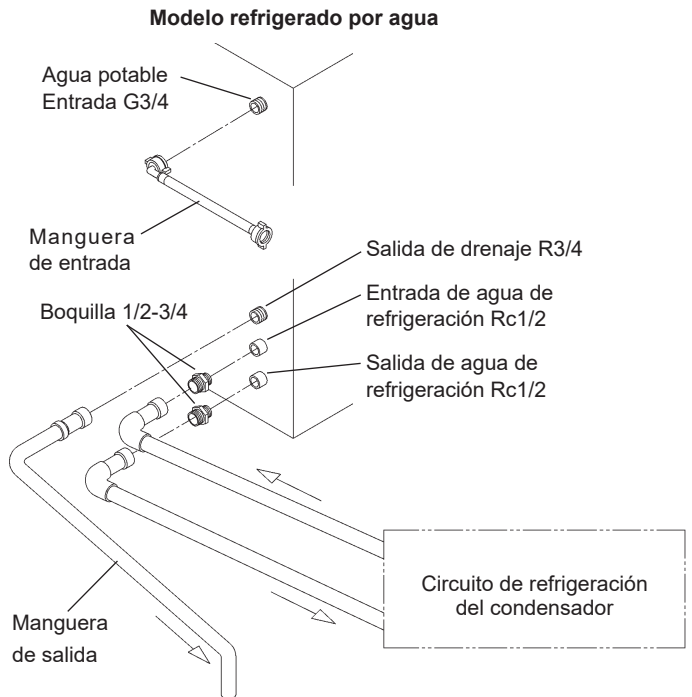 Modelo refrigerado por agua
Agua potable
Entrada G3/4
Manguera
de entrada
Salida de drenaje R3/4
Boquilla 1/2-3/4
Entrada de agua de
refrigeración Rc1/2
Salida de agua de
refrigeración Rc1/2
Circuito de refrigeración
del condensador
Manguera
de salida